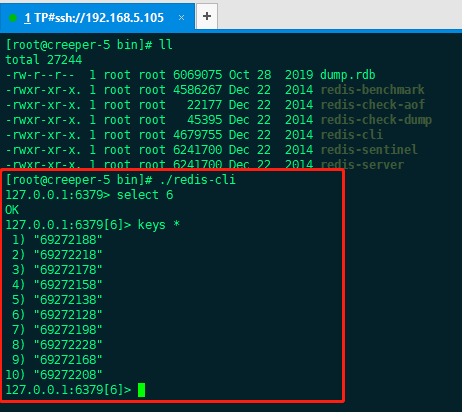 1 TP#ssh://192.168.5.105 × +
[root@creeper-5 bin]# ll
total 27244
-rw-r--r-- 1 root root 6069075 Oct 28 2019 dump.rdb
-rwxr-xr-x. 1 root root 4586267 Dec 22 2014 redis-benchmark
-rwxr-xr-x. 1 root root 22177 Dec 22 2014 redis-check-aof
-rwxr-xr-x. 1 root root 45395 Dec 22 2014 redis-check-dump
-rwxr-xr-x. 1 root root 4679755 Dec 22 2014 redis-cli
-rwxr-xr-x. 1 root root 6241700 Dec 22 2014 redis-sentinel
-rwxr-xr-x. 1 root root 6241700 Dec 22 2014 redis-server
[root@creeper-5 bin]# ./redis-cli
127.0.0.1:6379> select 6
OK
127.0.0.1:6379[6]> keys *
1) "69272188"
2) "69272218"
3) "69272178"
4) "69272158"
5) "69272138"
6) "69272128"
7) "69272198"
8) "69272228"
9) "69272168"
10) "69272208"
127.0.0.1:6379[6]>